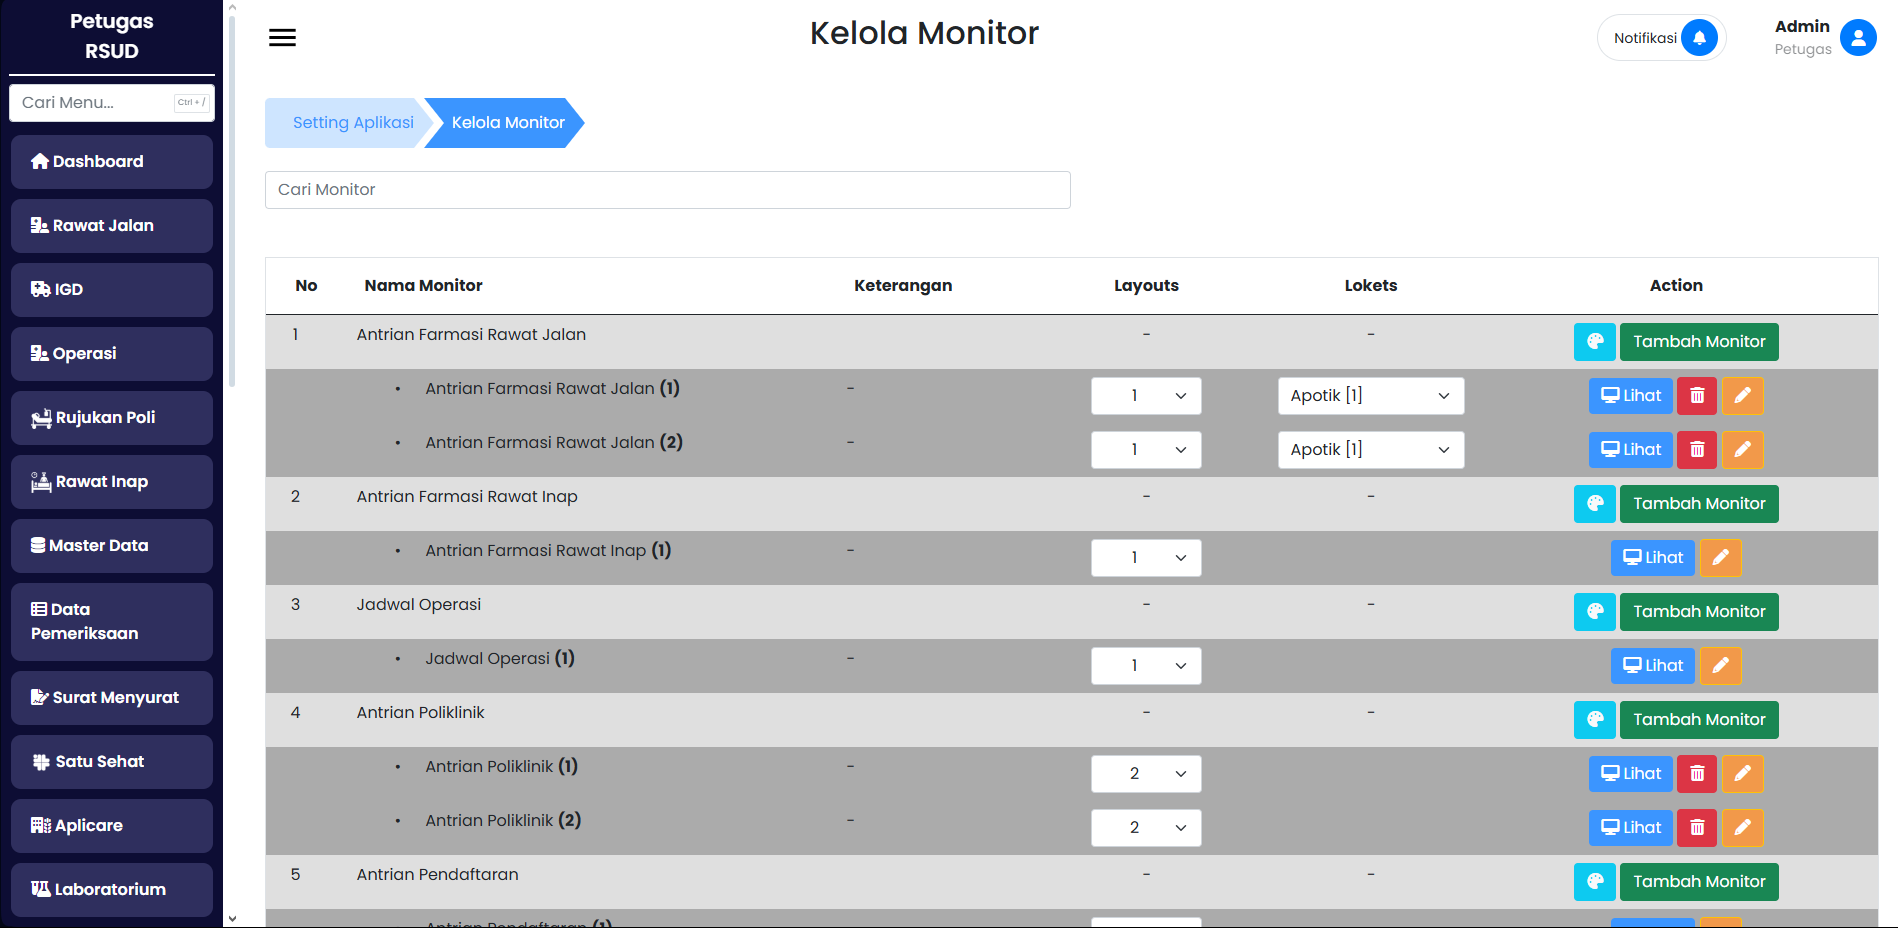 Petugas
RSUD
Cari Menu...
Ctrl + /
Dashboard
Rawat Jalan
IGD
Operasi
Rujukan Poli
Rawat Inap
Master Data
Data
Pemeriksaan
Surat Menyurat
Satu Sehat
Aplicare
Laboratorium
Kelola Monitor
Notifikasi
Admin
Petugas
Setting Aplikasi
Kelola Monitor
Cari Monitor
No Nama Monitor Keterangan Layouts Lokets Action
1 Antrian Farmasi Rawat Jalan - - Tambah Monitor
• Antrian Farmasi Rawat Jalan (1) - 1 Apotik [1] Lihat
• Antrian Farmasi Rawat Jalan (2) - 1 Apotik [1] Lihat
2 Antrian Farmasi Rawat Inap - - Tambah Monitor
• Antrian Farmasi Rawat Inap (1) - 1 Lihat
3 Jadwal Operasi - - Tambah Monitor
• Jadwal Operasi (1) - 1 Lihat
4 Antrian Poliklinik - - Tambah Monitor
• Antrian Poliklinik (1) - 2 Lihat
• Antrian Poliklinik (2) - 2 Lihat
5 Antrian Pendaftaran - - Tambah Monitor
Antrian Pendaftaran (1)